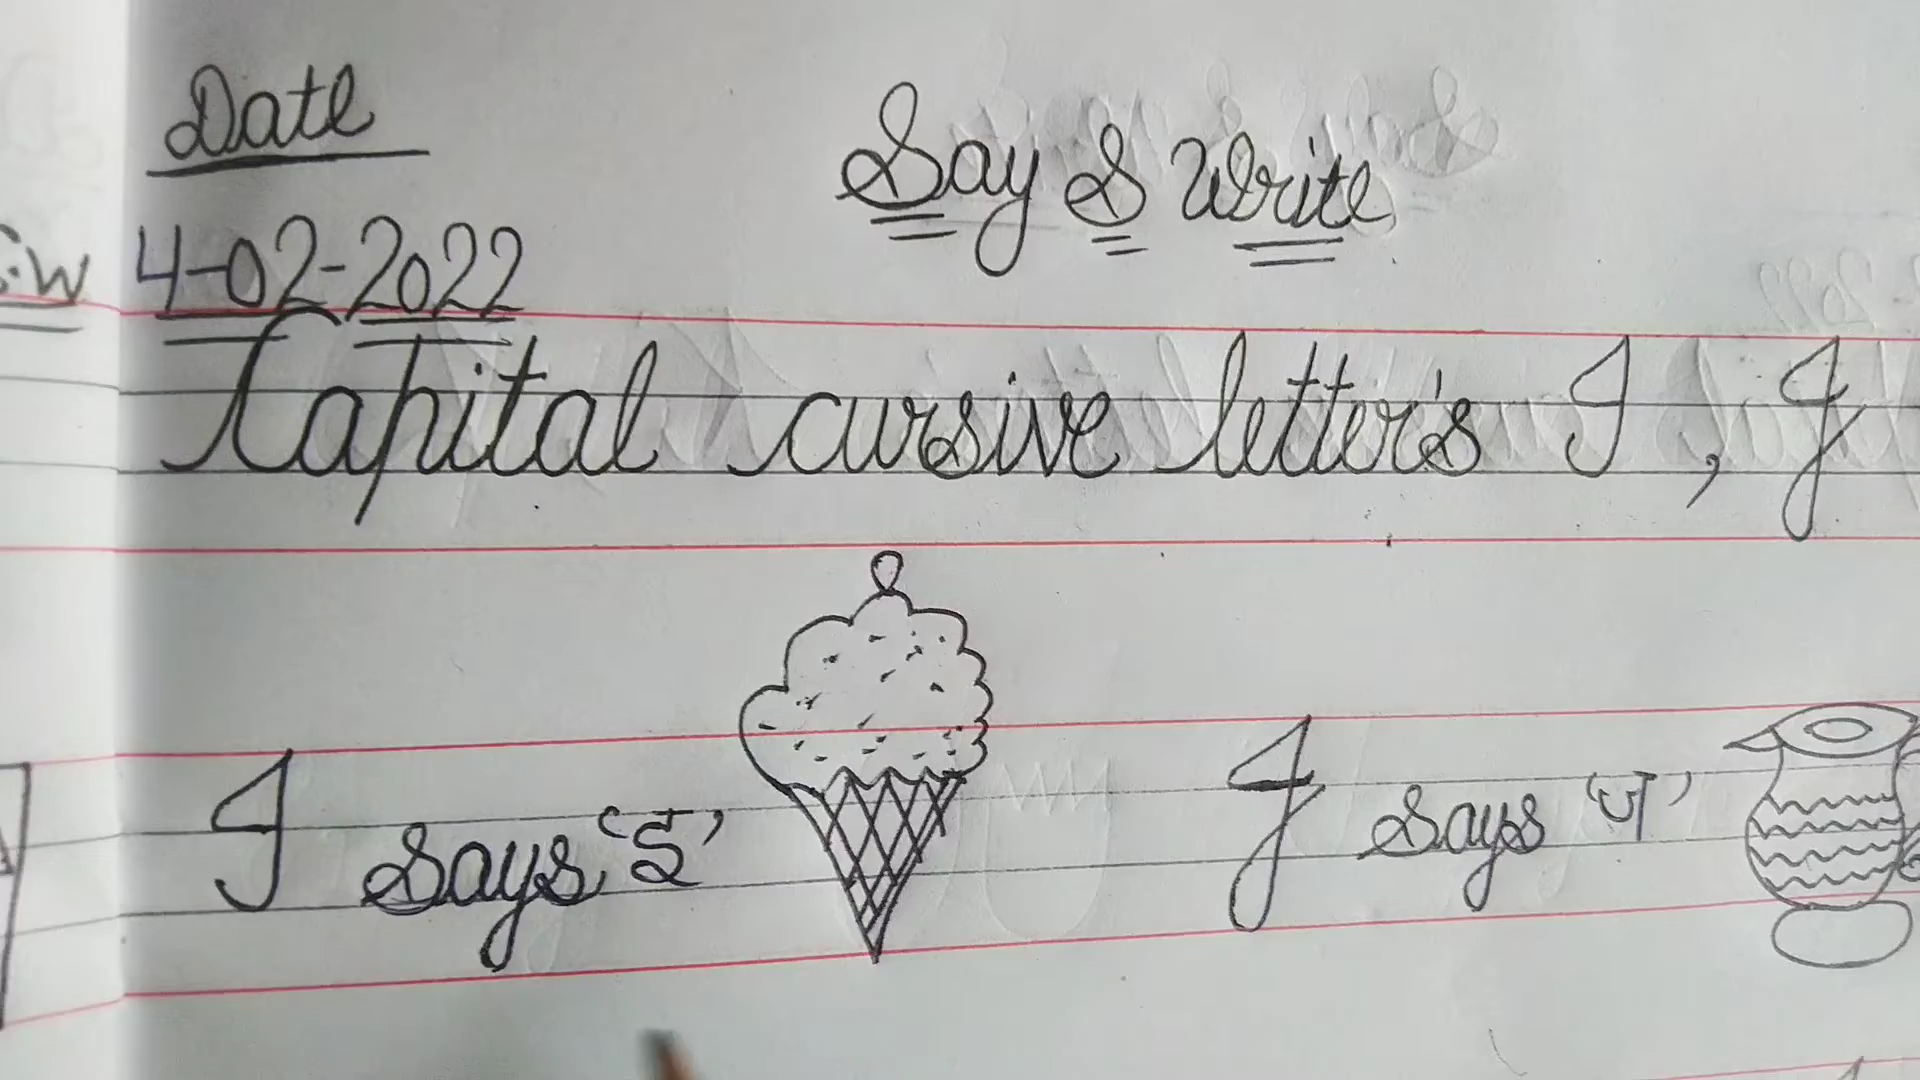 Date
Say & Write
C.W 4-02-2022
Capital cursive letter's I, J
I says 'इ' J says 'ज'